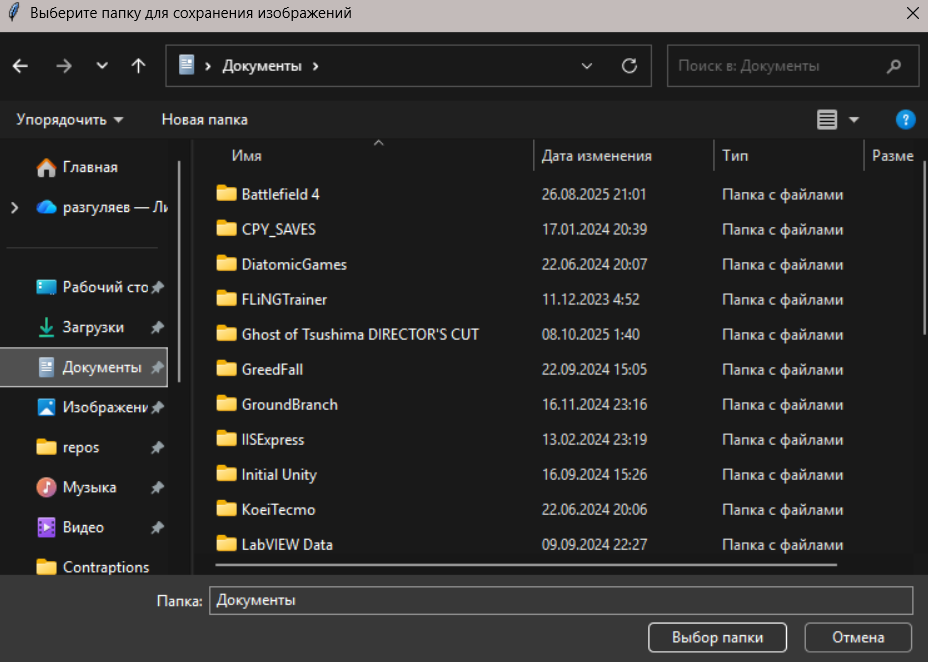 Выберите папку для сохранения изображений
Документы
Поиск в: Документы
Упорядочить
Новая папка
?
Имя Дата изменения Тип Разме
Главная
разгуляев — Ли
Рабочий сто
Загрузки
Документы
Изображени
repos
Музыка
Видео
Contraptions
Battlefield 4 26.08.2025 21:01 Папка с файлами
CPY_SAVES 17.01.2024 20:39 Папка с файлами
DiatomicGames 22.06.2024 20:07 Папка с файлами
FLiNGTrainer 11.12.2023 4:52 Папка с файлами
Ghost of Tsushima DIRECTOR'S CUT 08.10.2025 1:40 Папка с файлами
GreedFall 22.09.2024 15:05 Папка с файлами
GroundBranch 16.11.2024 23:16 Папка с файлами
IISExpress 13.02.2024 23:19 Папка с файлами
Initial Unity 16.09.2024 15:26 Папка с файлами
KoeiTecmo 22.06.2024 20:06 Папка с файлами
LabVIEW Data 09.09.2024 22:27 Папка с файлами
Папка: Документы
Выбор папки Отмена